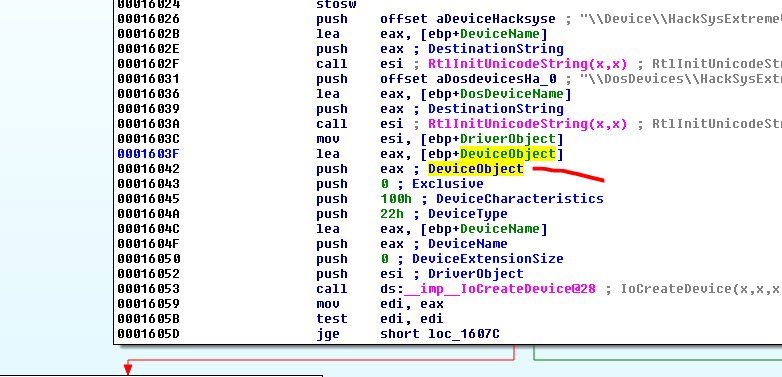 00016024 stosw
00016026 push offset aDeviceHacksyse ; "\\Device\\HackSysExtreme
0001602B lea eax, [ebp+DeviceName]
0001602E push eax ; DestinationString
0001602F call esi ; RtlInitUnicodeString(x,x) ; RtlInitUnicodeSt
00016031 push offset aDosdevicesHa_0 ; "\\DosDevices\\HackSysEx
00016036 lea eax, [ebp+DosDeviceName]
00016039 push eax ; DestinationString
0001603A call esi ; RtlInitUnicodeString(x,x) ; RtlInitUnicodeSt
0001603C mov esi, [ebp+DriverObject]
0001603F lea eax, [ebp+DeviceObject]
00016042 push eax ; DeviceObject
00016043 push 0 ; Exclusive
00016045 push 100h ; DeviceCharacteristics
0001604A push 22h ; DeviceType
0001604C lea eax, [ebp+DeviceName]
0001604F push eax ; DeviceName
00016050 push 0 ; DeviceExtensionSize
00016052 push esi ; DriverObject
00016053 call ds:__imp__IoCreateDevice@28 ; IoCreateDevice(x,x,x
00016059 mov edi, eax
0001605B test edi, edi
0001605D jge short loc_1607C